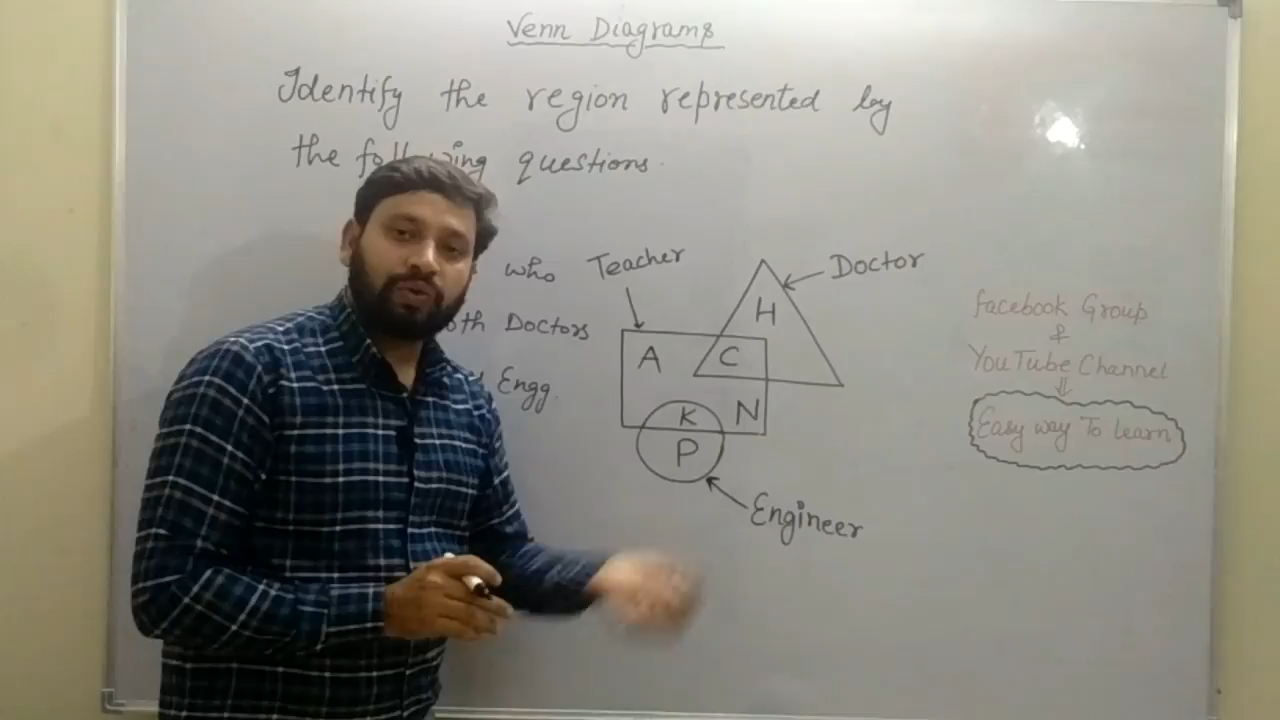 Venn Diagrams
Identify the region represented by
the following questions.
who
both Doctors
Engg.
Teacher
Doctor
H
A
C
K
N
P
Engineer
facebook Group
&
YouTube Channel
⇓
Easy way To learn